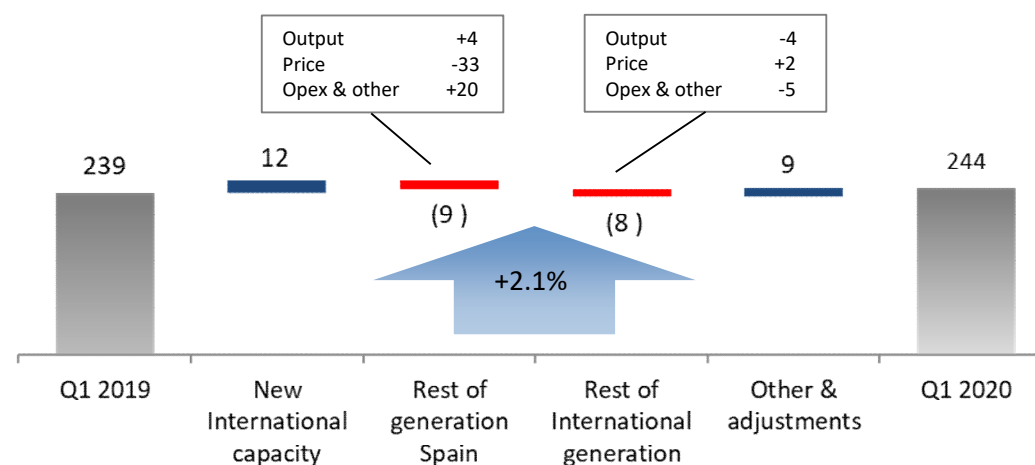 Output +4
Price -33
Opex & other +20
Output -4
Price +2
Opex & other -5
239
12
(9 )
(8 )
9
244
+2.1%
Q1 2019
New
International
capacity
Rest of
generation
Spain
Rest of
International
generation
Other &
adjustments
Q1 2020